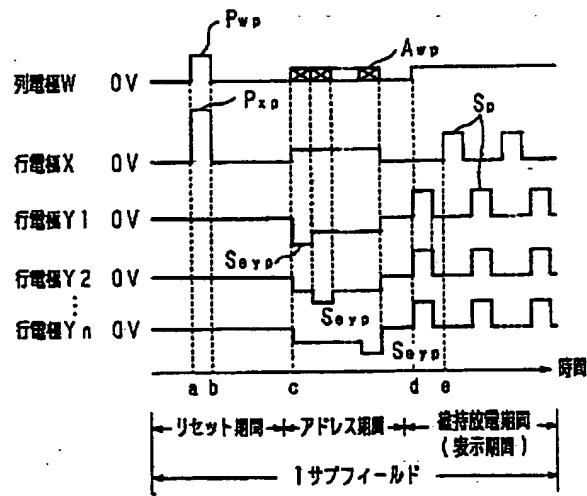 Pwp
列電極W 0V
Awp
Pxp
Sp
行電極X 0V
行電極Y1 0V
Seyp
行電極Y2 0V
Seyp
行電極Yn 0V
Seyp
時間
a b c d e
リセット期間 アドレス期間 維持放電期間
(表示期間)
1サブフィールド